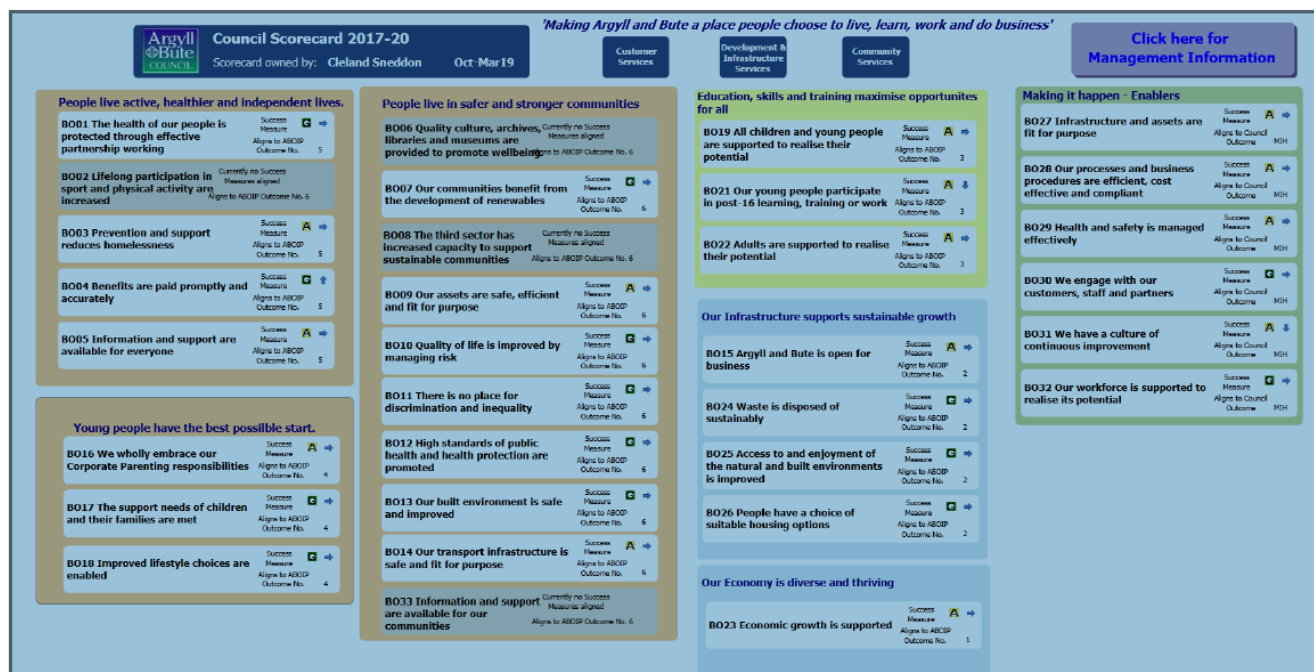 'Making Argyll and Bute a place people choose to live, learn, work and do business'
Argyll
&Bute
COUNCIL
Council Scorecard 2017-20
Scorecard owned by: Cleland Sneddon Oct-Mar19
Customer
Services
Development &
Infrastructure
Services
Community
Services
Click here for
Management Information
People live active, healthier and independent lives.
BO01 The health of our people is
protected through effective
partnership working
Success
Measure
G
Aligns to ABOIP
Outcome No. 5
BO02 Lifelong participation in
sport and physical activity are
increased
Currently no Success
Measures aligned
Aligns to ABOIP Outcome No. 6
BO03 Prevention and support
reduces homelessness
Success
Measure
A
Aligns to ABOIP
Outcome No. 5
BO04 Benefits are paid promptly and
accurately
Success
Measure
G
Aligns to ABOIP
Outcome No. 5
BO05 Information and support are
available for everyone
Success
Measure
A
Aligns to ABOIP
Outcome No. 5
Young people have the best possilble start.
BO16 We wholly embrace our
Corporate Parenting responsibilities
Success
Measure
A
Aligns to ABOIP
Outcome No. 4
BO17 The support needs of children
and their families are met
Success
Measure
G
Aligns to ABOIP
Outcome No. 4
BO18 Improved lifestyle choices are
enabled
Success
Measure
G
Aligns to ABOIP
Outcome No. 4
People live in safer and stronger communities
BO06 Quality culture, archives,
libraries and museums are
provided to promote wellbeing.
Currently no Success
Measures aligned
Aligns to ABOIP Outcome No. 6
BO07 Our communities benefit from
the development of renewables
Success
Measure
G
Aligns to ABOIP
Outcome No. 6
BO08 The third sector has
increased capacity to support
sustainable communities
Currently no Success
Measures aligned
Aligns to ABOIP Outcome No. 6
BO09 Our assets are safe, efficient
and fit for purpose
Success
Measure
A
Aligns to ABOIP
Outcome No. 6
BO10 Quality of life is improved by
managing risk
Success
Measure
G
Aligns to ABOIP
Outcome No. 6
BO11 There is no place for
discrimination and inequality
Success
Measure
G
Aligns to ABOIP
Outcome No. 6
BO12 High standards of public
health and health protection are
promoted
Success
Measure
G
Aligns to ABOIP
Outcome No. 6
BO13 Our built environment is safe
and improved
Success
Measure
G
Aligns to ABOIP
Outcome No. 6
BO14 Our transport infrastructure is
safe and fit for purpose
Success
Measure
A
Aligns to ABOIP
Outcome No. 6
BO33 Information and support
are available for our
communities
Currently no Success
Measures aligned
Aligns to ABOIP Outcome No. 6
Education, skills and training maximise opportunites
for all
BO19 All children and young people
are supported to realise their
potential
Success
Measure
A
Aligns to ABOIP
Outcome No. 3
BO21 Our young people participate
in post-16 learning, training or work
Success
Measure
A
Aligns to ABOIP
Outcome No. 3
BO22 Adults are supported to realise
their potential
Success
Measure
A
Aligns to ABOIP
Outcome No. 3
Our Infrastructure supports sustainable growth
BO15 Argyll and Bute is open for
business
Success
Measure
A
Aligns to ABOIP
Outcome No. 2
BO24 Waste is disposed of
sustainably
Success
Measure
G
Aligns to ABOIP
Outcome No. 2
BO25 Access to and enjoyment of
the natural and built environments
is improved
Success
Measure
G
Aligns to ABOIP
Outcome No. 2
BO26 People have a choice of
suitable housing options
Success
Measure
G
Aligns to ABOIP
Outcome No. 2
Our Economy is diverse and thriving
BO23 Economic growth is supported
Success
Measure
A
Aligns to ABOIP
Outcome No. 1
Making it happen - Enablers
BO27 Infrastructure and assets are
fit for purpose
Success
Measure
A
Aligns to Council
Outcome MIH
BO28 Our processes and business
procedures are efficient, cost
effective and compliant
Success
Measure
A
Aligns to Council
Outcome MIH
BO29 Health and safety is managed
effectively
Success
Measure
A
Aligns to Council
Outcome MIH
BO30 We engage with our
customers, staff and partners
Success
Measure
G
Aligns to Council
Outcome MIH
BO31 We have a culture of
continuous improvement
Success
Measure
A
Aligns to Council
Outcome MIH
BO32 Our workforce is supported to
realise its potential
Success
Measure
G
Aligns to Council
Outcome MIH